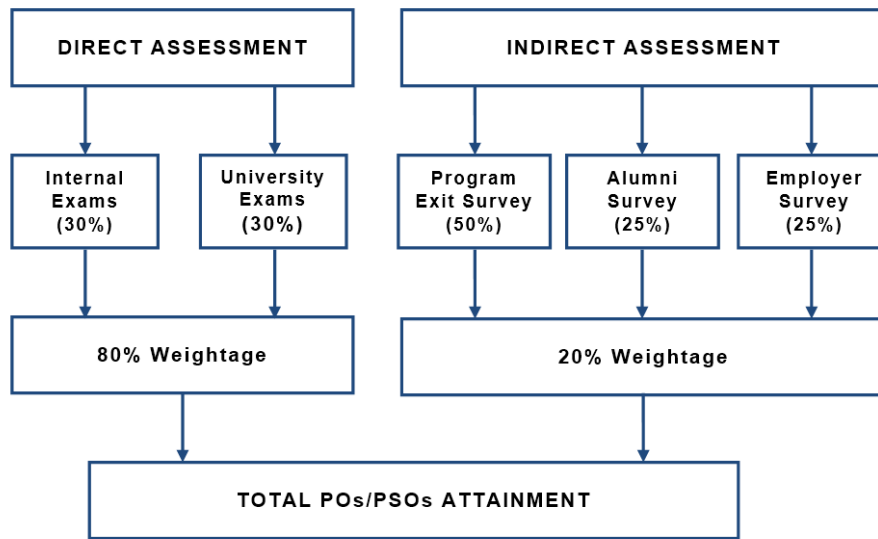 DIRECT ASSESSMENT
INDIRECT ASSESSMENT
Internal
Exams
(30%)
University
Exams
(30%)
Program
Exit Survey
(50%)
Alumni
Survey
(25%)
Employer
Survey
(25%)
80% Weightage
20% Weightage
TOTAL POs/PSOs ATTAINMENT